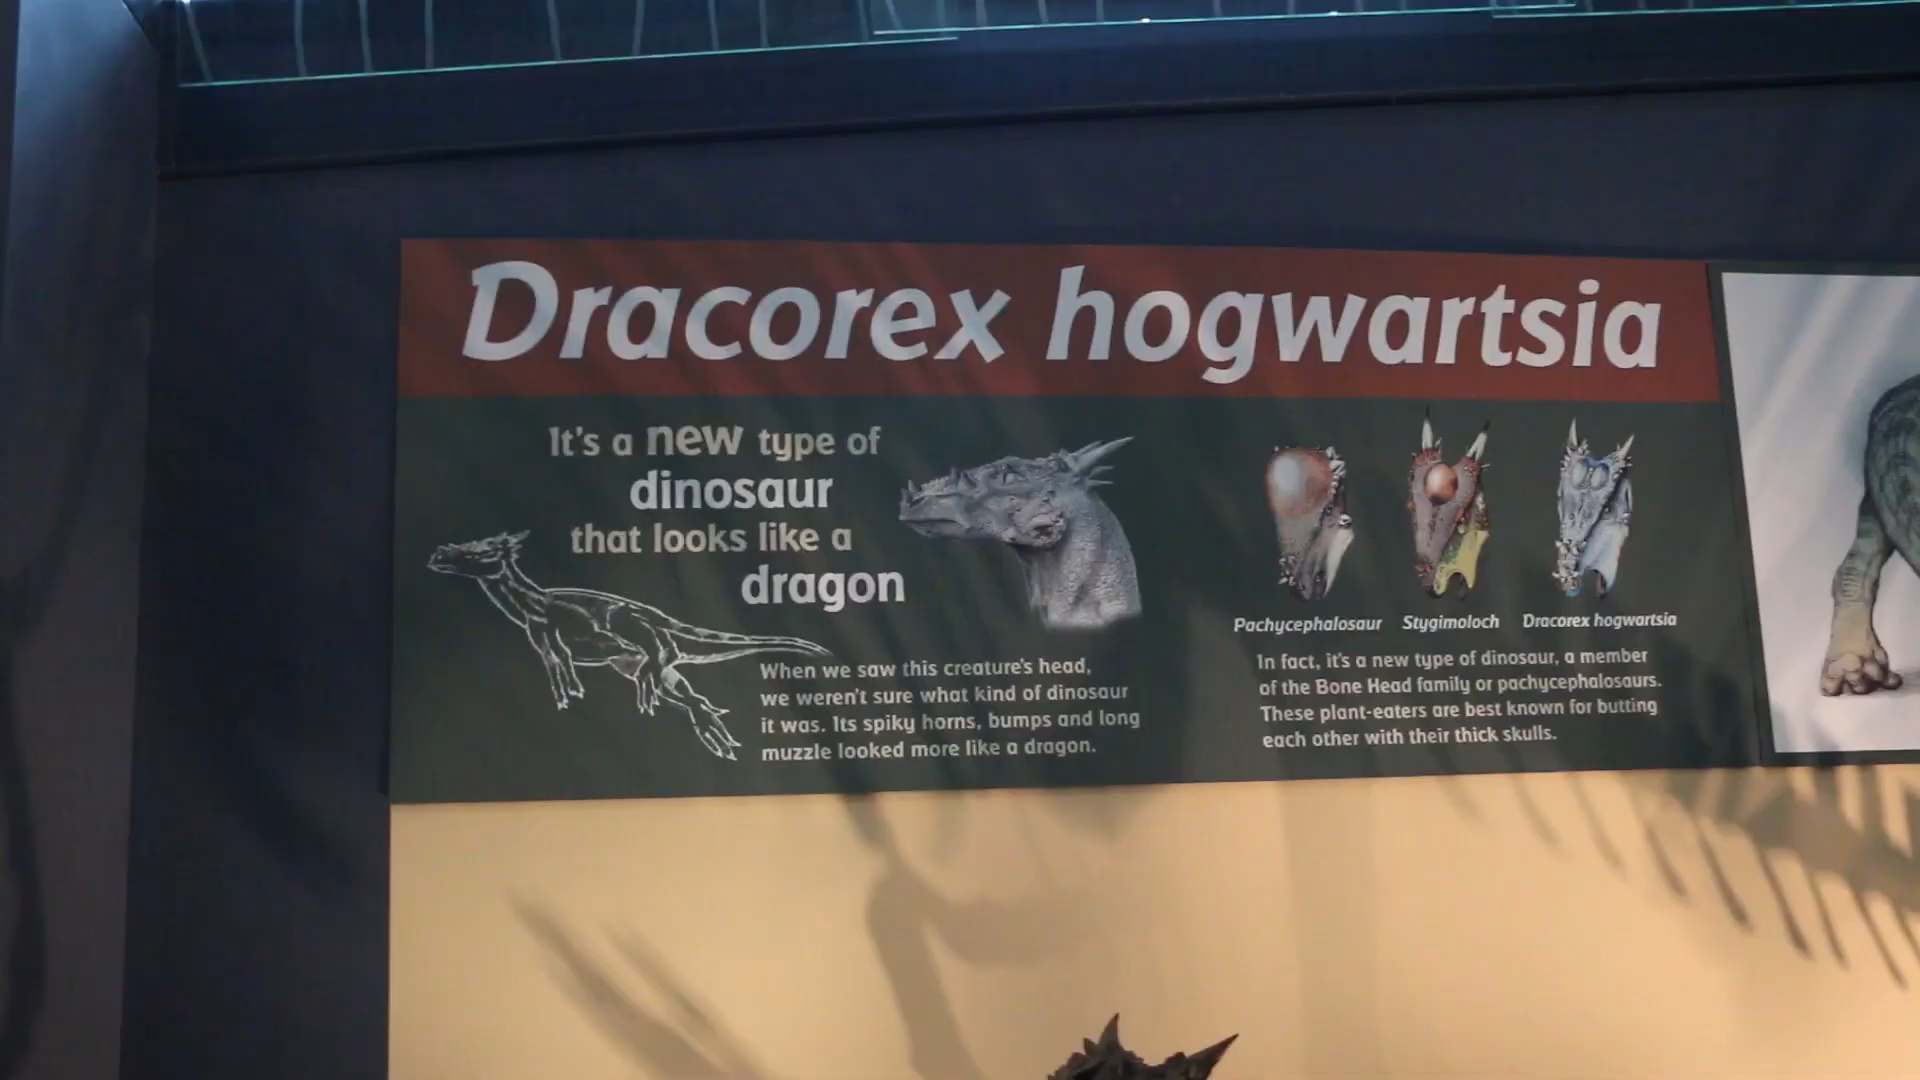 Dracorex hogwartsia
It's a new type of
dinosaur
that looks like a
dragon
When we saw this creature's head,
we weren't sure what kind of dinosaur
it was. Its spiky horns, bumps and long
muzzle looked more like a dragon.
Pachycephalosaur Stygimoloch Dracorex hogwartsia
In fact, it's a new type of dinosaur, a member
of the Bone Head family or pachycephalosaurs.
These plant-eaters are best known for butting
each other with their thick skulls.